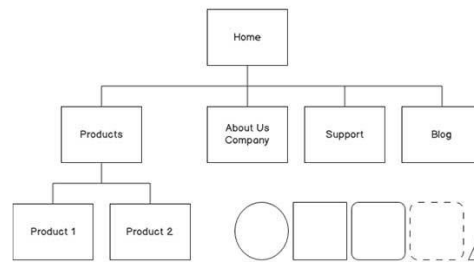 Home
Products
About Us
Company
Support
Blog
Product 1
Product 2